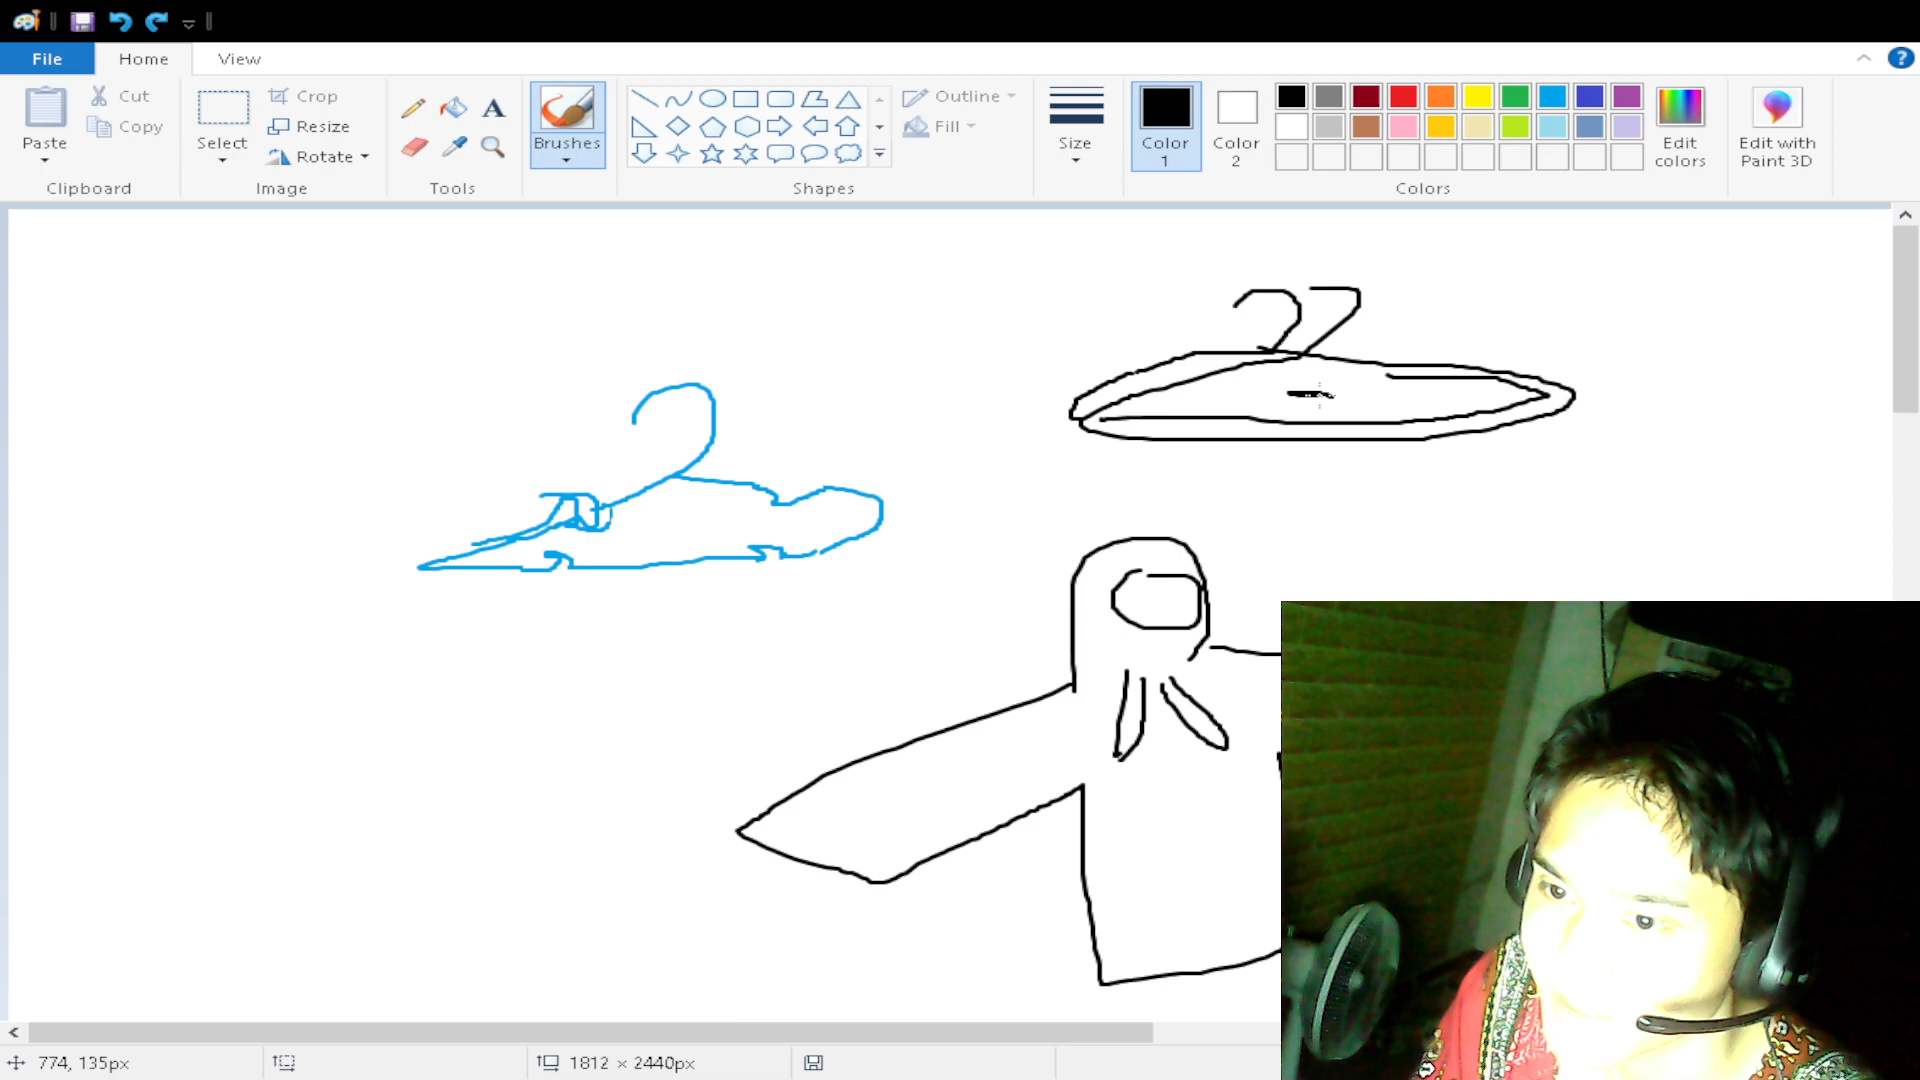 File Home View
Cut Crop Outline
Copy Resize Fill
Paste Select Rotate Brushes Size Color 1 Color 2 Edit colors Edit with Paint 3D
Clipboard Image Tools Shapes Colors
774, 135px 1812 × 2440px